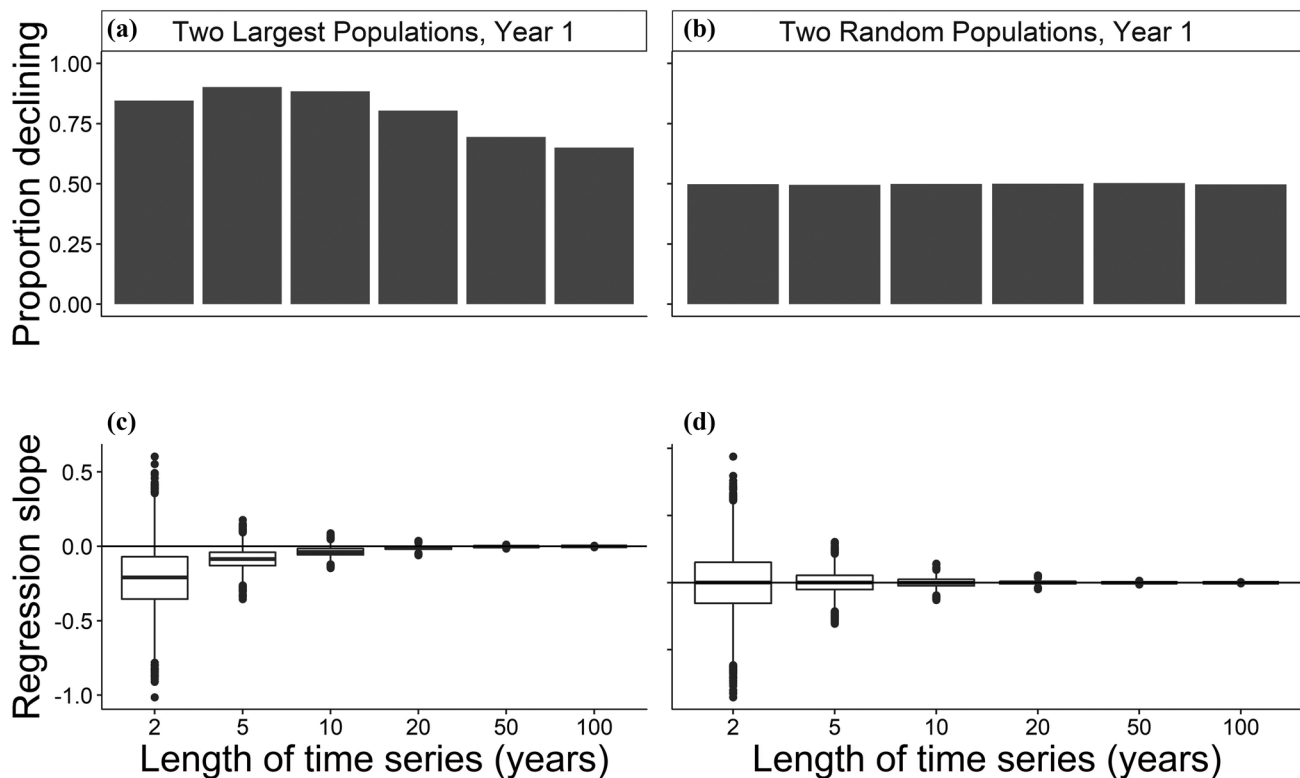 (a) Two Largest Populations, Year 1
(b) Two Random Populations, Year 1
Proportion declining
1.00
0.75
0.50
0.25
0.00
(c)
(d)
Regression slope
0.5
0.0
-0.5
-1.0
2 5 10 20 50 100
2 5 10 20 50 100
Length of time series (years)
Length of time series (years)